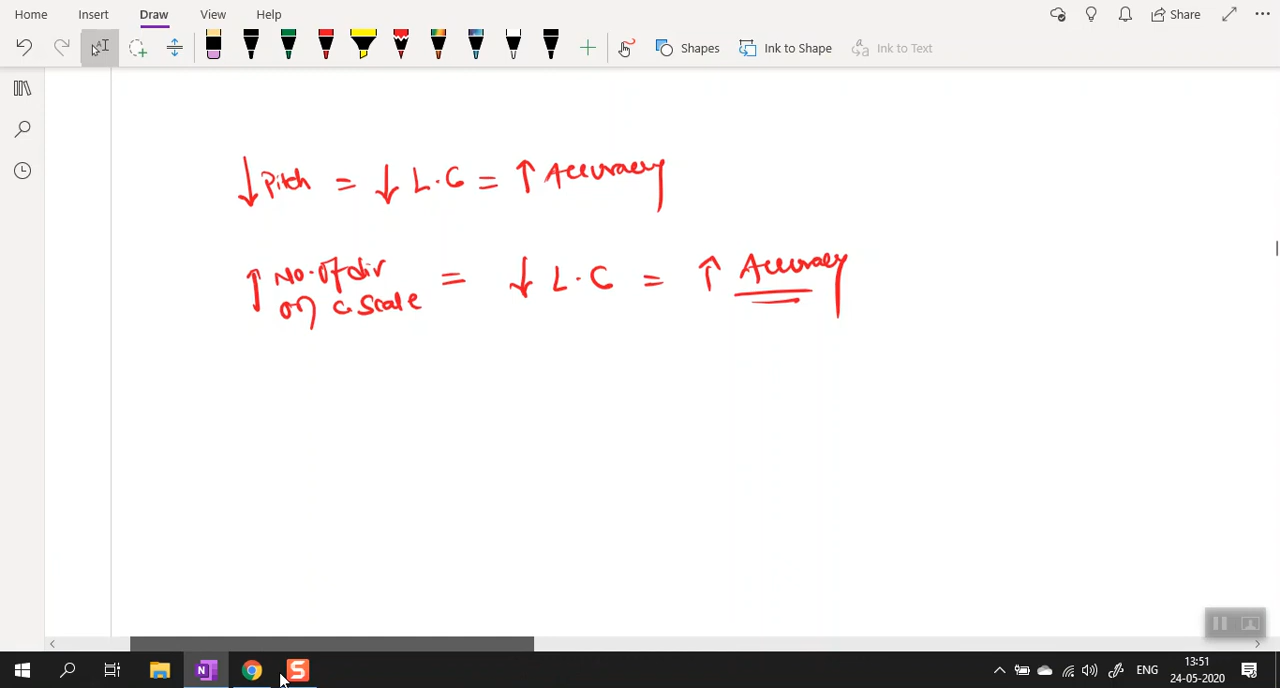 Home Insert Draw View Help Share
Shapes Ink to Shape Ink to Text
↓ Pitch = ↓ L.C = ↑ Accuracy
↑ No. of div = ↓ L.C = ↑ Accuracy
on C.Scale
ENG 13:51
24-05-2020